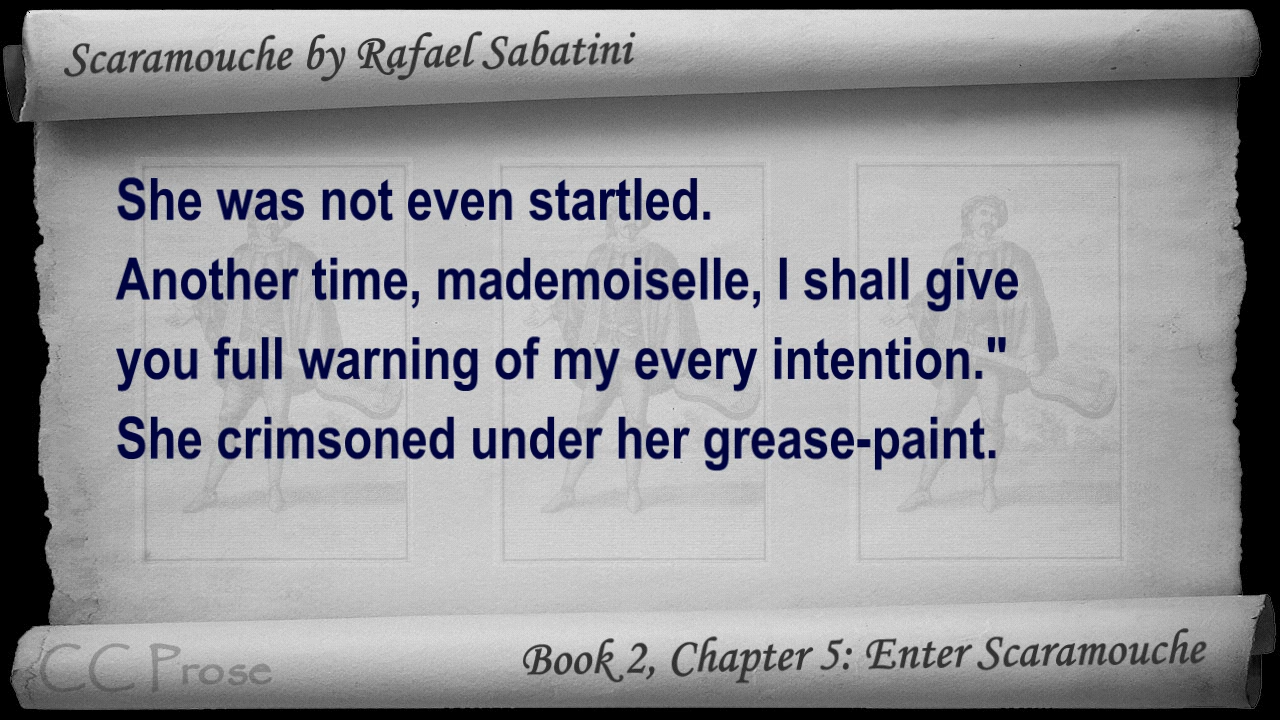 Scaramouche by Rafael Sabatini
She was not even startled.
Another time, mademoiselle, I shall give
you full warning of my every intention."
She crimsoned under her grease-paint.
CC Prose
Book 2, Chapter 5: Enter Scaramouche